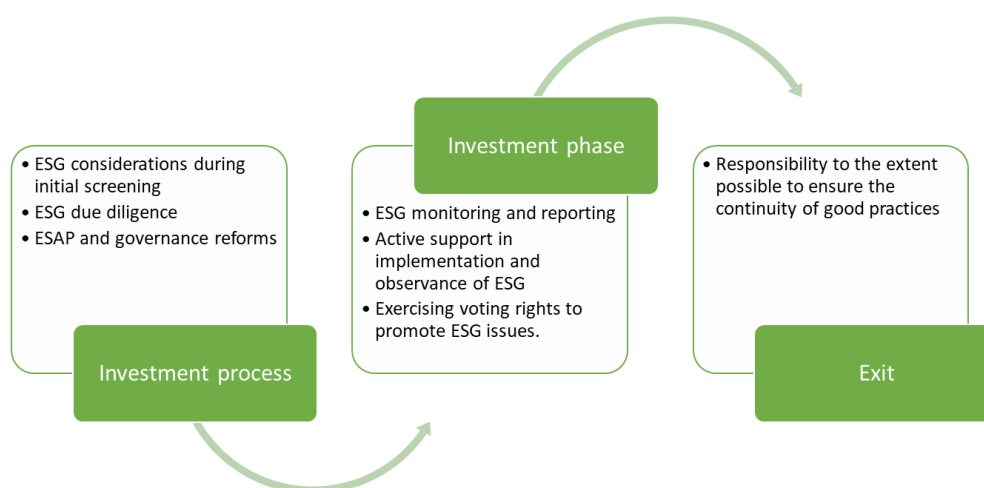 • ESG considerations during
initial screening
• ESG due diligence
• ESAP and governance reforms
Investment process
Investment phase
• ESG monitoring and reporting
• Active support in
implementation and
observance of ESG
• Exercising voting rights to
promote ESG issues.
• Responsibility to the extent
possible to ensure the
continuity of good practices
Exit